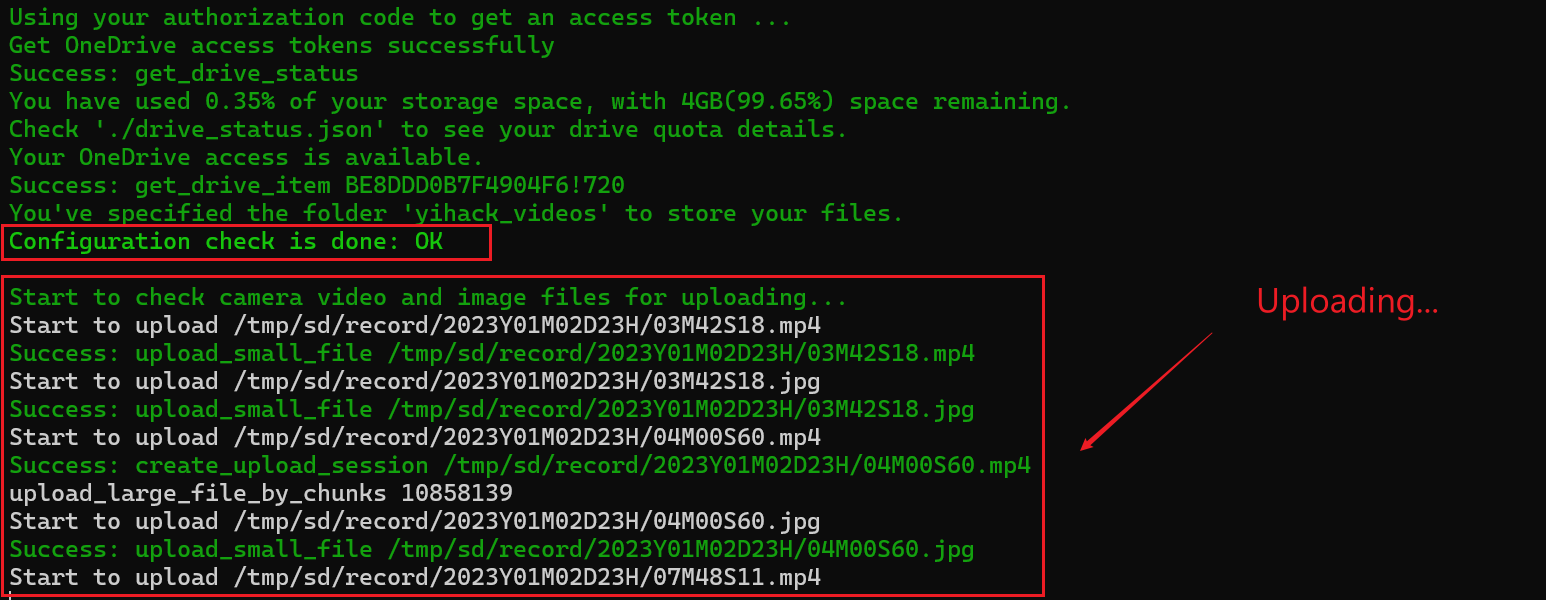 Using your authorization code to get an access token ...
Get OneDrive access tokens successfully
Success: get_drive_status
You have used 0.35% of your storage space, with 4GB(99.65%) space remaining.
Check './drive_status.json' to see your drive quota details.
Your OneDrive access is available.
Success: get_drive_item BE8DDD0B7F4904F6!720
You've specified the folder 'yihack_videos' to store your files.
Configuration check is done: OK
Start to check camera video and image files for uploading...
Start to upload /tmp/sd/record/2023Y01M02D23H/03M42S18.mp4
Success: upload_small_file /tmp/sd/record/2023Y01M02D23H/03M42S18.mp4
Start to upload /tmp/sd/record/2023Y01M02D23H/03M42S18.jpg
Success: upload_small_file /tmp/sd/record/2023Y01M02D23H/03M42S18.jpg
Start to upload /tmp/sd/record/2023Y01M02D23H/04M00S60.mp4
Success: create_upload_session /tmp/sd/record/2023Y01M02D23H/04M00S60.mp4
upload_large_file_by_chunks 10858139
Start to upload /tmp/sd/record/2023Y01M02D23H/04M00S60.jpg
Success: upload_small_file /tmp/sd/record/2023Y01M02D23H/04M00S60.jpg
Start to upload /tmp/sd/record/2023Y01M02D23H/07M48S11.mp4
Uploading...